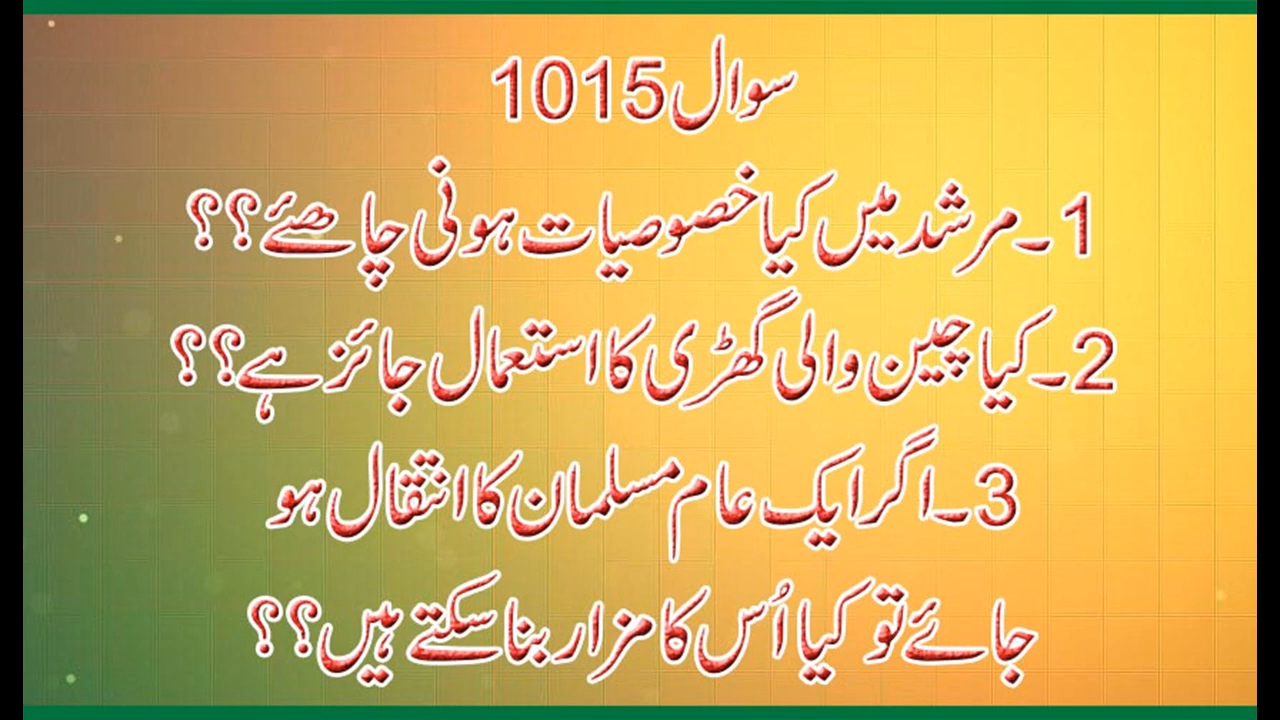 سوال 1015
1۔ مرشد میں کیا خصوصیات ہونی چاھئے؟؟
2۔ کیا چین والی گھڑی کا استعمال جائز ہے؟؟
3۔ اگر ایک عام مسلمان کا انتقال ہو
جائے تو کیا اُس کا مزار بنا سکتے ہیں؟؟